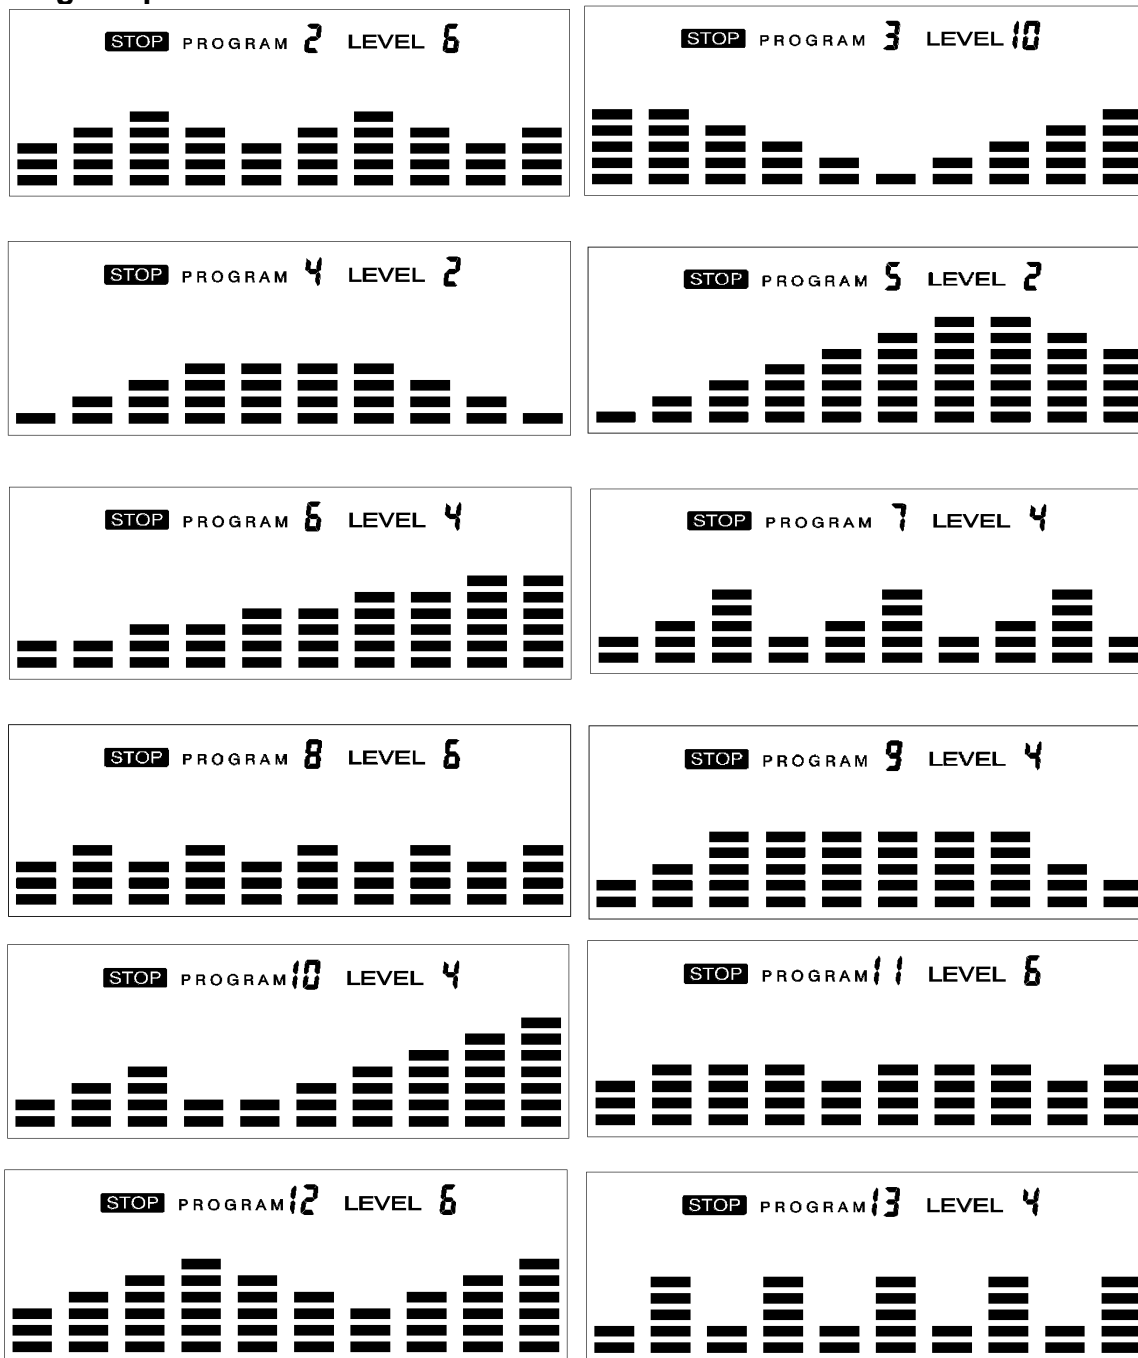 STOP PROGRAM 2 LEVEL 6
STOP PROGRAM 3 LEVEL 10
STOP PROGRAM 4 LEVEL 2
STOP PROGRAM 5 LEVEL 2
STOP PROGRAM 6 LEVEL 4
STOP PROGRAM 7 LEVEL 4
STOP PROGRAM 8 LEVEL 6
STOP PROGRAM 9 LEVEL 4
STOP PROGRAM 10 LEVEL 4
STOP PROGRAM 11 LEVEL 6
STOP PROGRAM 12 LEVEL 6
STOP PROGRAM 13 LEVEL 4